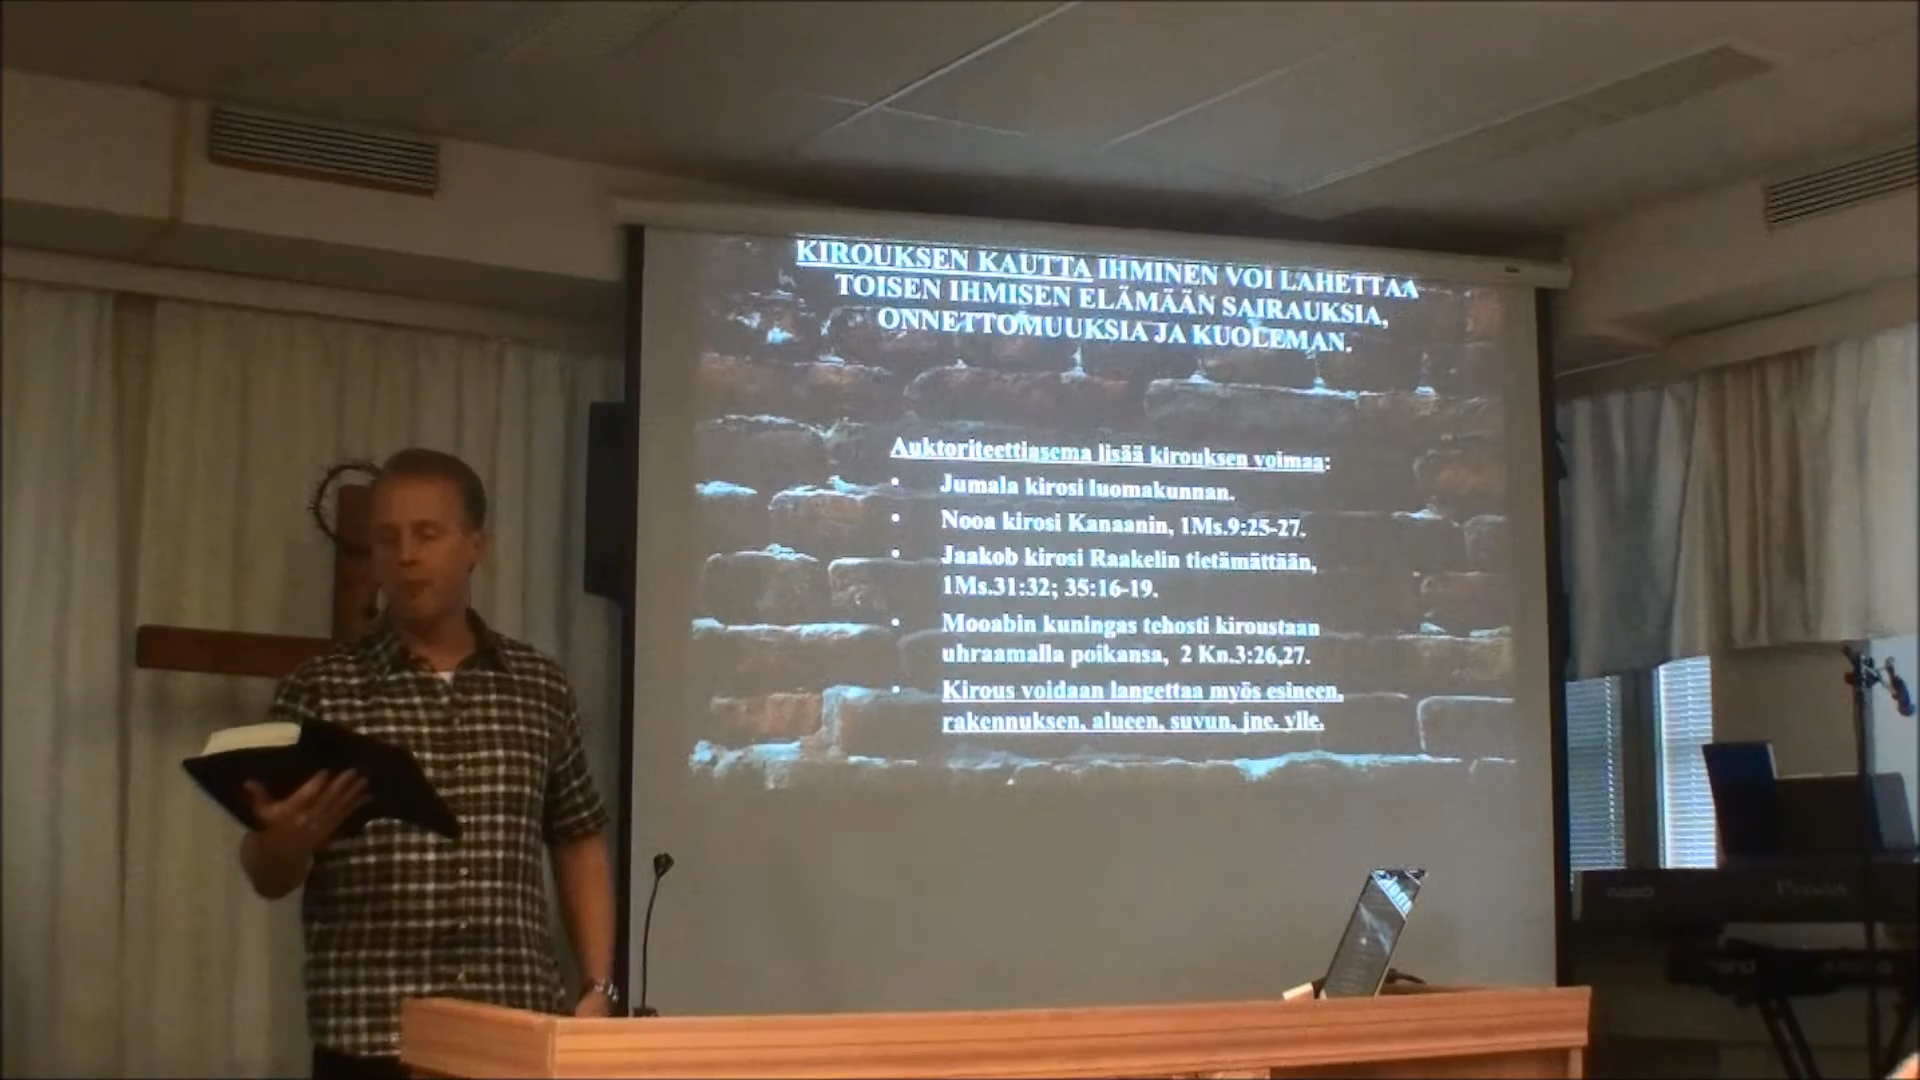 KIROUKSEN KAUTTA IHMINEN VOI LÄHETTÄÄ
TOISEN IHMISEN ELÄMÄÄN SAIRAUKSIA,
ONNETTOMUUKSIA JA KUOLEMAN.
Auktoriteettiasema lisää kirouksen voimaa:
• Jumala kirosi luomakunnan.
• Nooa kirosi Kanaanin, 1Ms.9:25-27.
• Jaakob kirosi Raakelin tietämättään,
1Ms.31:32; 35:16-19.
• Mooabin kuningas tehosti kiroustaan
uhraamalla poikansa, 2 Kn.3:26,27.
• Kirous voidaan langettaa myös esineen,
rakennuksen, alueen, suvun, jne. ylle.